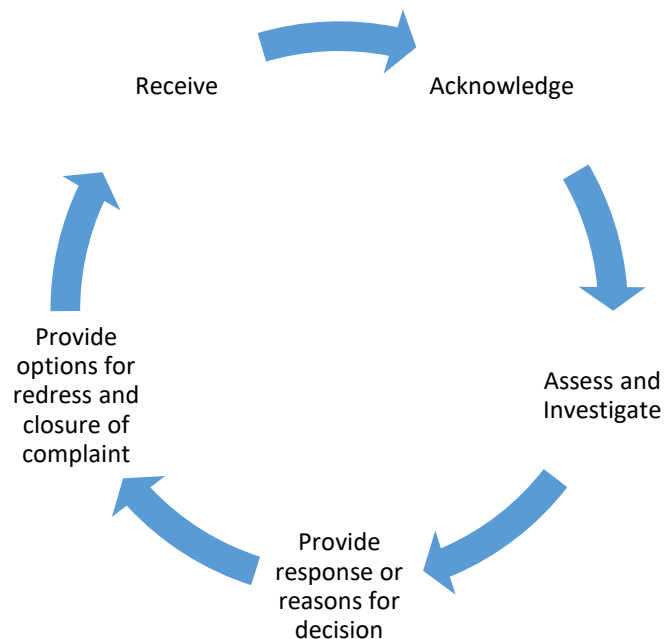 Receive
Acknowledge
Assess and
Investigate
Provide
response or
reasons for
decision
Provide
options for
redress and
closure of
complaint